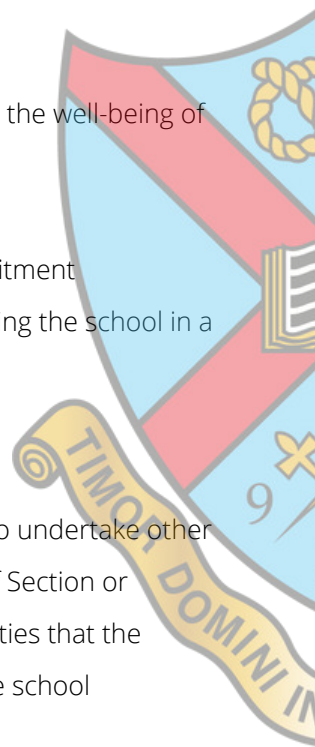 the well-being of
itment
ing the school in a
o undertake other
Section or
ties that the
e school
TIMOR DOMINI IN
9